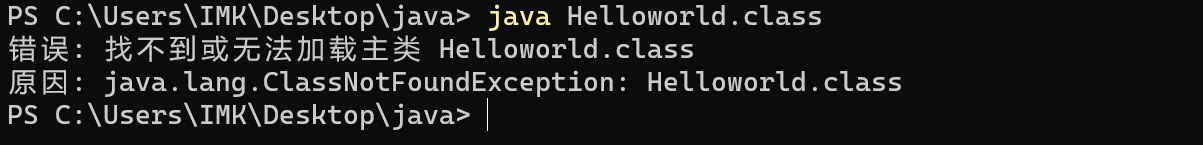 PS C:\Users\IMK\Desktop\java> java Helloworld.class
错误: 找不到或无法加载主类 Helloworld.class
原因: java.lang.ClassNotFoundException: Helloworld.class
PS C:\Users\IMK\Desktop\java>